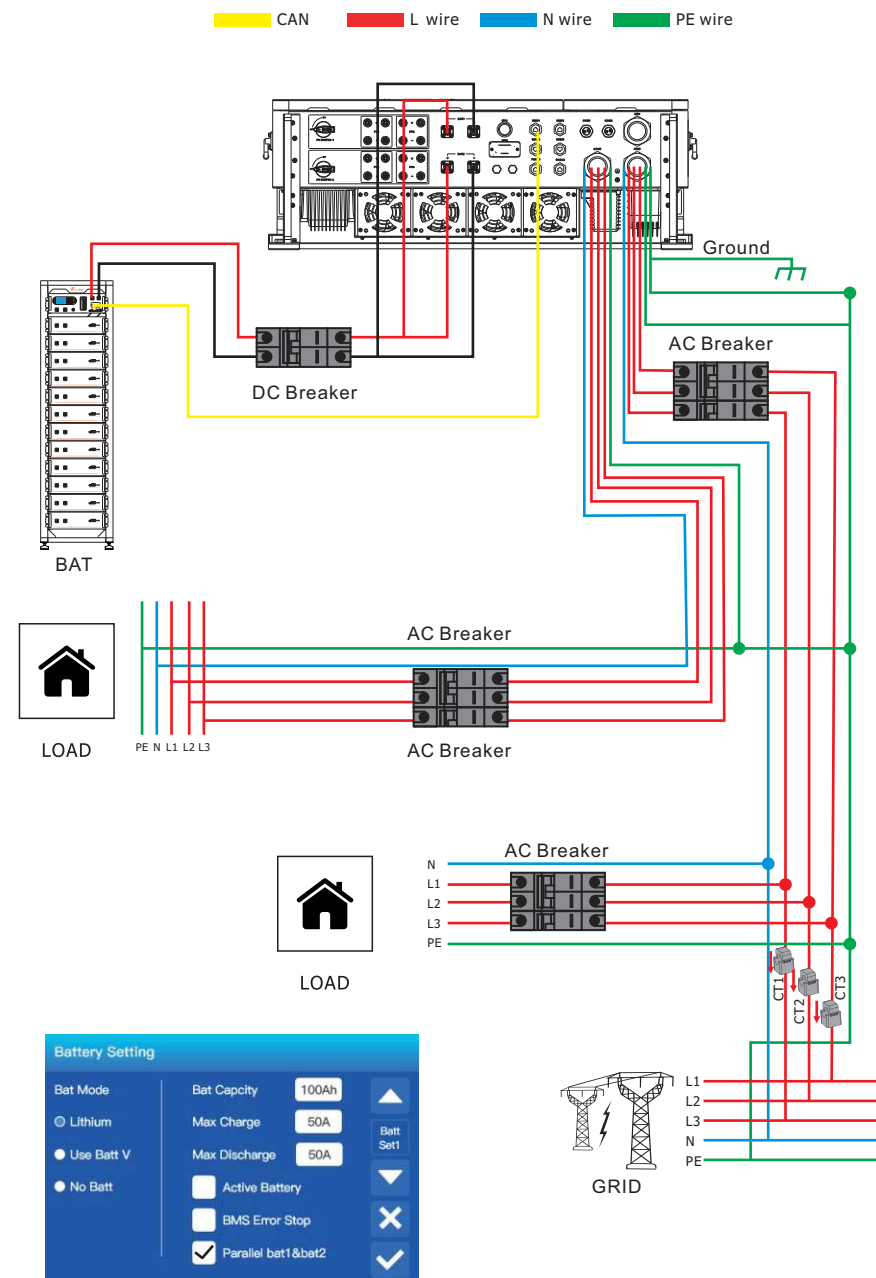 CAN
L wire
N wire
PE wire
Ground
AC Breaker
DC Breaker
BAT
AC Breaker
LOAD
PE N L1 L2 L3
AC Breaker
AC Breaker
N
L1
L2
L3
PE
LOAD
CT1
CT2
CT3
Battery Setting
Bat Mode
Lithium
Use Batt V
No Batt
Bat Capcity 100Ah
Max Charge 50A
Max Discharge 50A
Active Battery
BMS Error Stop
Parallel bat1&bat2
Batt
Set1
L1
L2
L3
N
PE
GRID